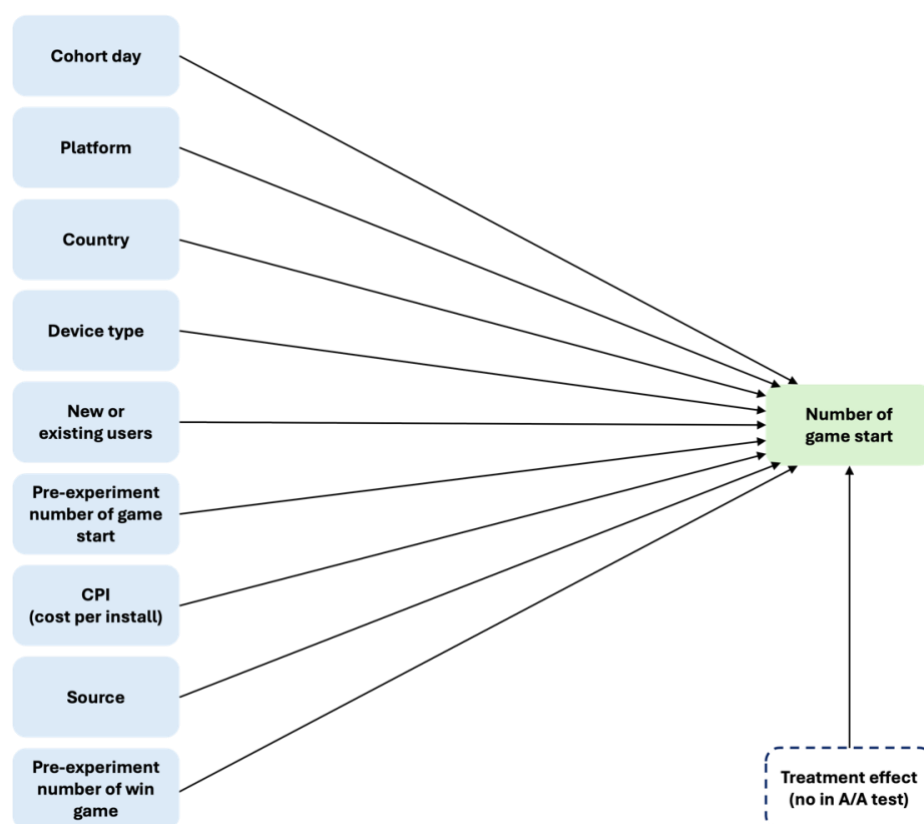 Cohort day
Platform
Country
Device type
New or
existing users
Pre-experiment
number of game
start
CPI
(cost per install)
Source
Pre-experiment
number of win
game
Number of
game start
Treatment effect
(no in A/A test)